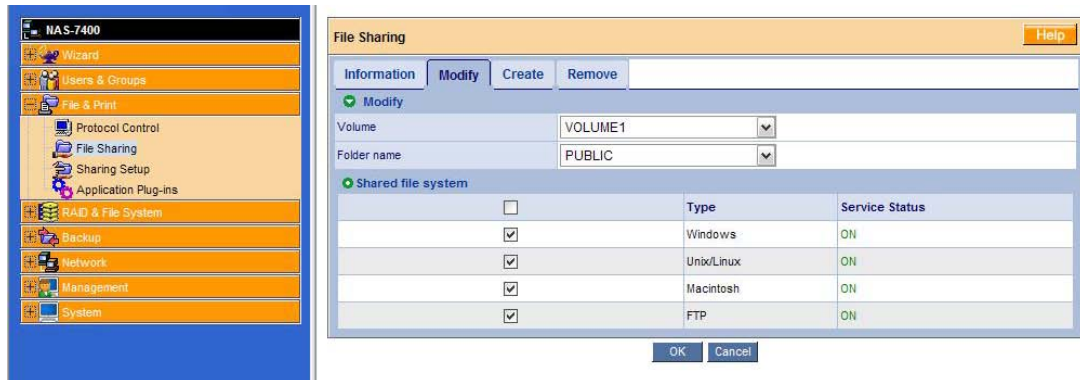 NAS-7400
Wizard
Users & Groups
File & Print
Protocol Control
File Sharing
Sharing Setup
Application Plug-ins
RAID & File System
Backup
Network
Management
System
File Sharing
Help
Information Modify Create Remove
Modify
Volume VOLUME1
Folder name PUBLIC
Shared file system
Type Service Status
Windows ON
Unix/Linux ON
Macintosh ON
FTP ON
OK Cancel